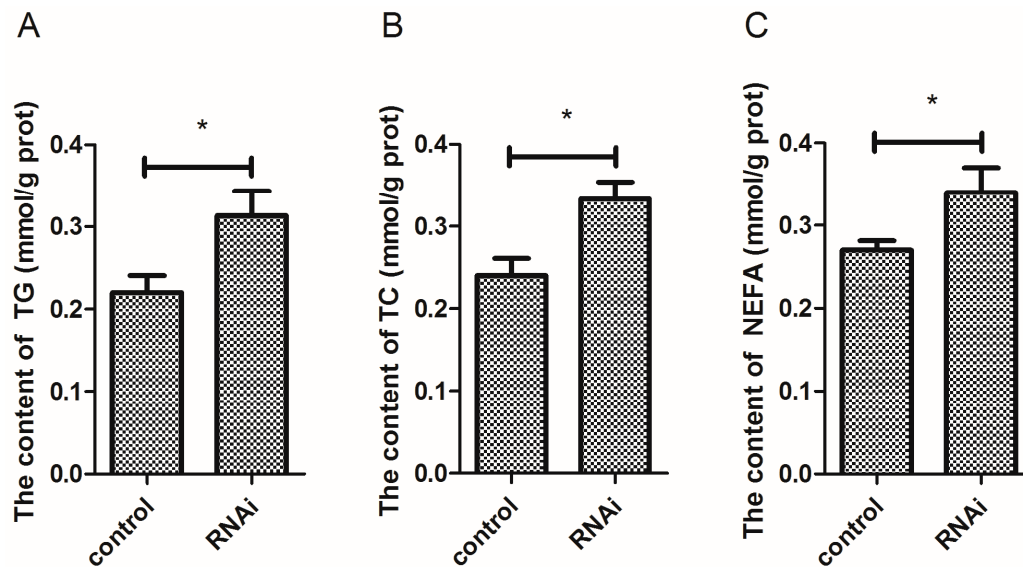 A
The content of TG (mmol/g prot)
0.4
0.3
0.2
0.1
0.0
*
control
RNAi
B
The content of TC (mmol/g prot)
0.4
0.3
0.2
0.1
0.0
*
control
RNAi
C
The content of NEFA (mmol/g prot)
0.4
0.3
0.2
0.1
0.0
*
control
RNAi